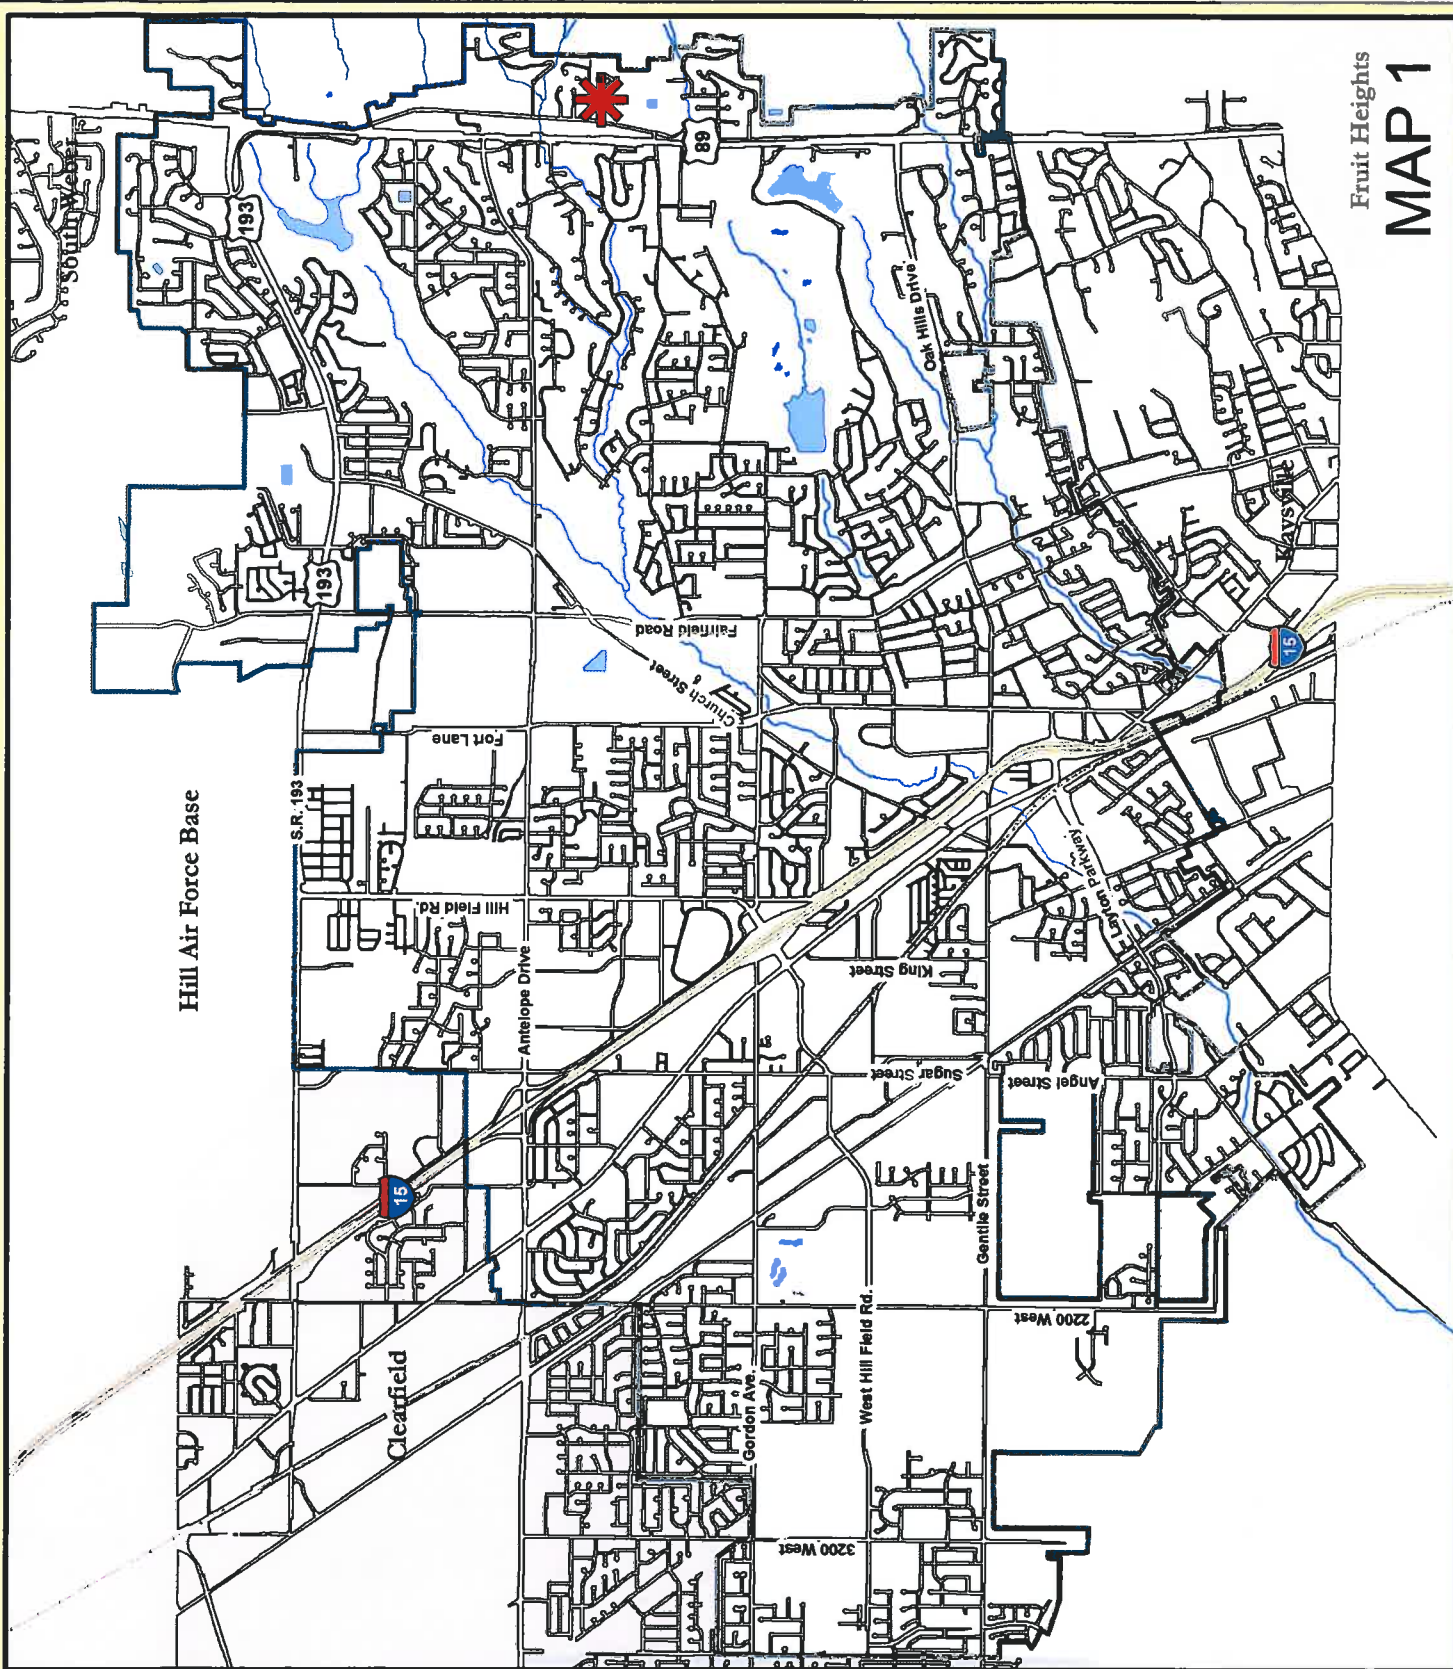 MAP 1
Fruit Heights
South Weber
193
89
Oak Hills Drive
Kaysville
193
Fairfield Road
Church Street
15
Fort Lane
S.R. 193
Hill Air Force Base
Hill Field Rd.
Antelope Drive
King Street
Layton Parkway
Sugar Street
Angel Street
15
Gentile Street
2200 West
West Hill Field Rd.
Gordon Ave.
Clearfield
3200 West